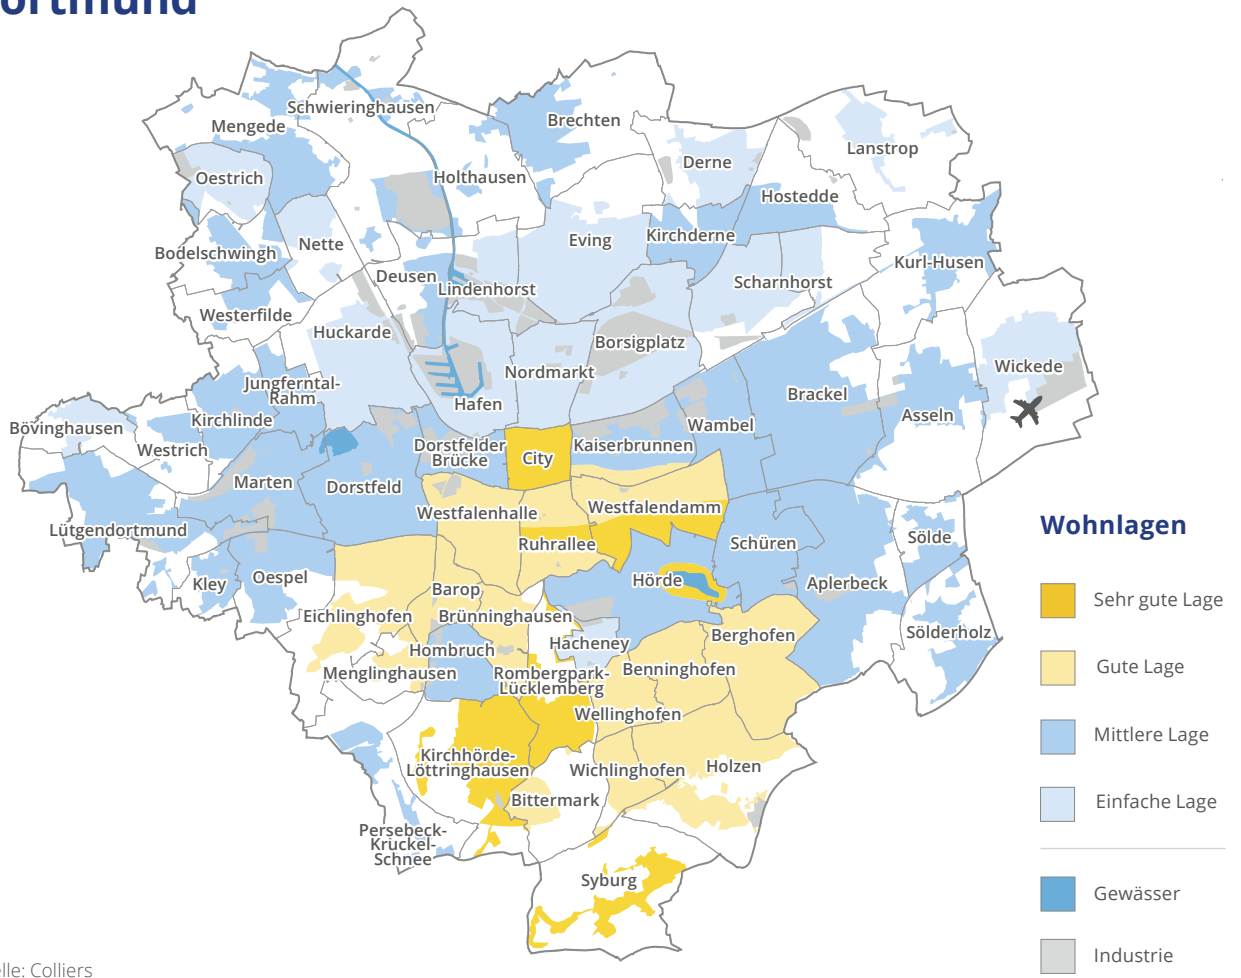 ortmund
Schwieringhausen
Mengede
Brechten
Lanstrop
Derne
Oestrich
Holthausen
Hostedde
Kirchderne
Eving
Nette
Bodelschwingh
Kurl-Husen
Deusen
Scharnhorst
Lindenhorst
Westerfilde
Huckarde
Borsigplatz
Nordmarkt
Wickede
Jungferntal-
Rahm
Brackel
Hafen
Asseln
Kirchlinde
Wambel
Bövinghausen
Dorstfelder
Brücke
Kaiserbrunnen
Westrich
City
Marten
Dorstfeld
Westfalendamm
Westfalenhalle
Lütgendortmund
Sölde
Ruhrallee
Schüren
Oespel
Hörde
Kley
Aplerbeck
Barop
Eichlinghofen
Brünninghausen
Berghofen
Sölderholz
Hacheney
Hombruch
Menglinghausen
Rombergpark-
Lücklemberg
Benninghofen
Wellinghofen
Kirchhörde-
Löttringhausen
Wichlinghofen
Holzen
Bittermark
Persebeck-
Kruckel-
Schnee
Syburg
Wohnlagen
Sehr gute Lage
Gute Lage
Mittlere Lage
Einfache Lage
Gewässer
Industrie
elle: Colliers